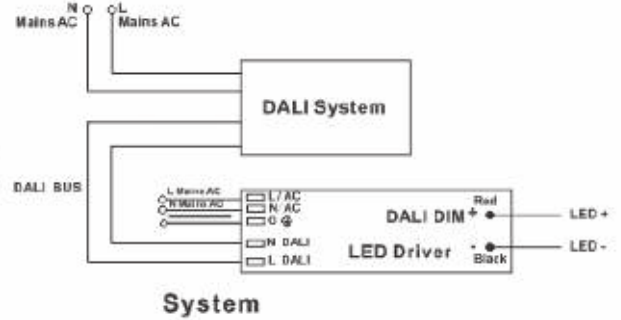 N L
Mains AC Mains AC
DALI System
DALI BUS
L Mains AC
N Mains AC
L/AC
N/AC
G
N DALI
L DALI
DALI DIM
LED Driver
Red
+
-
Black
LED +
LED -
System